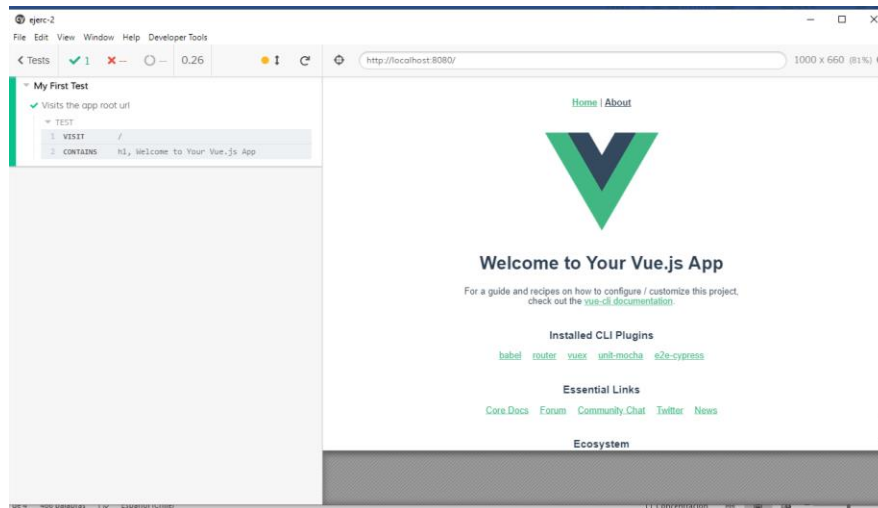 ejerc-2
File Edit View Window Help Developer Tools
Tests 1 -- -- 0.26
http://localhost:8080/ 1000 x 660 (81%)
My First Test
Visits the app root url
TEST
1 VISIT /
2 CONTAINS h1, Welcome to Your Vue.js App
Home | About
Welcome to Your Vue.js App
For a guide and recipes on how to configure / customize this project,
check out the vue-cli documentation.
Installed CLI Plugins
babel router vuex unit-mocha e2e-cypress
Essential Links
Core Docs Forum Community Chat Twitter News
Ecosystem